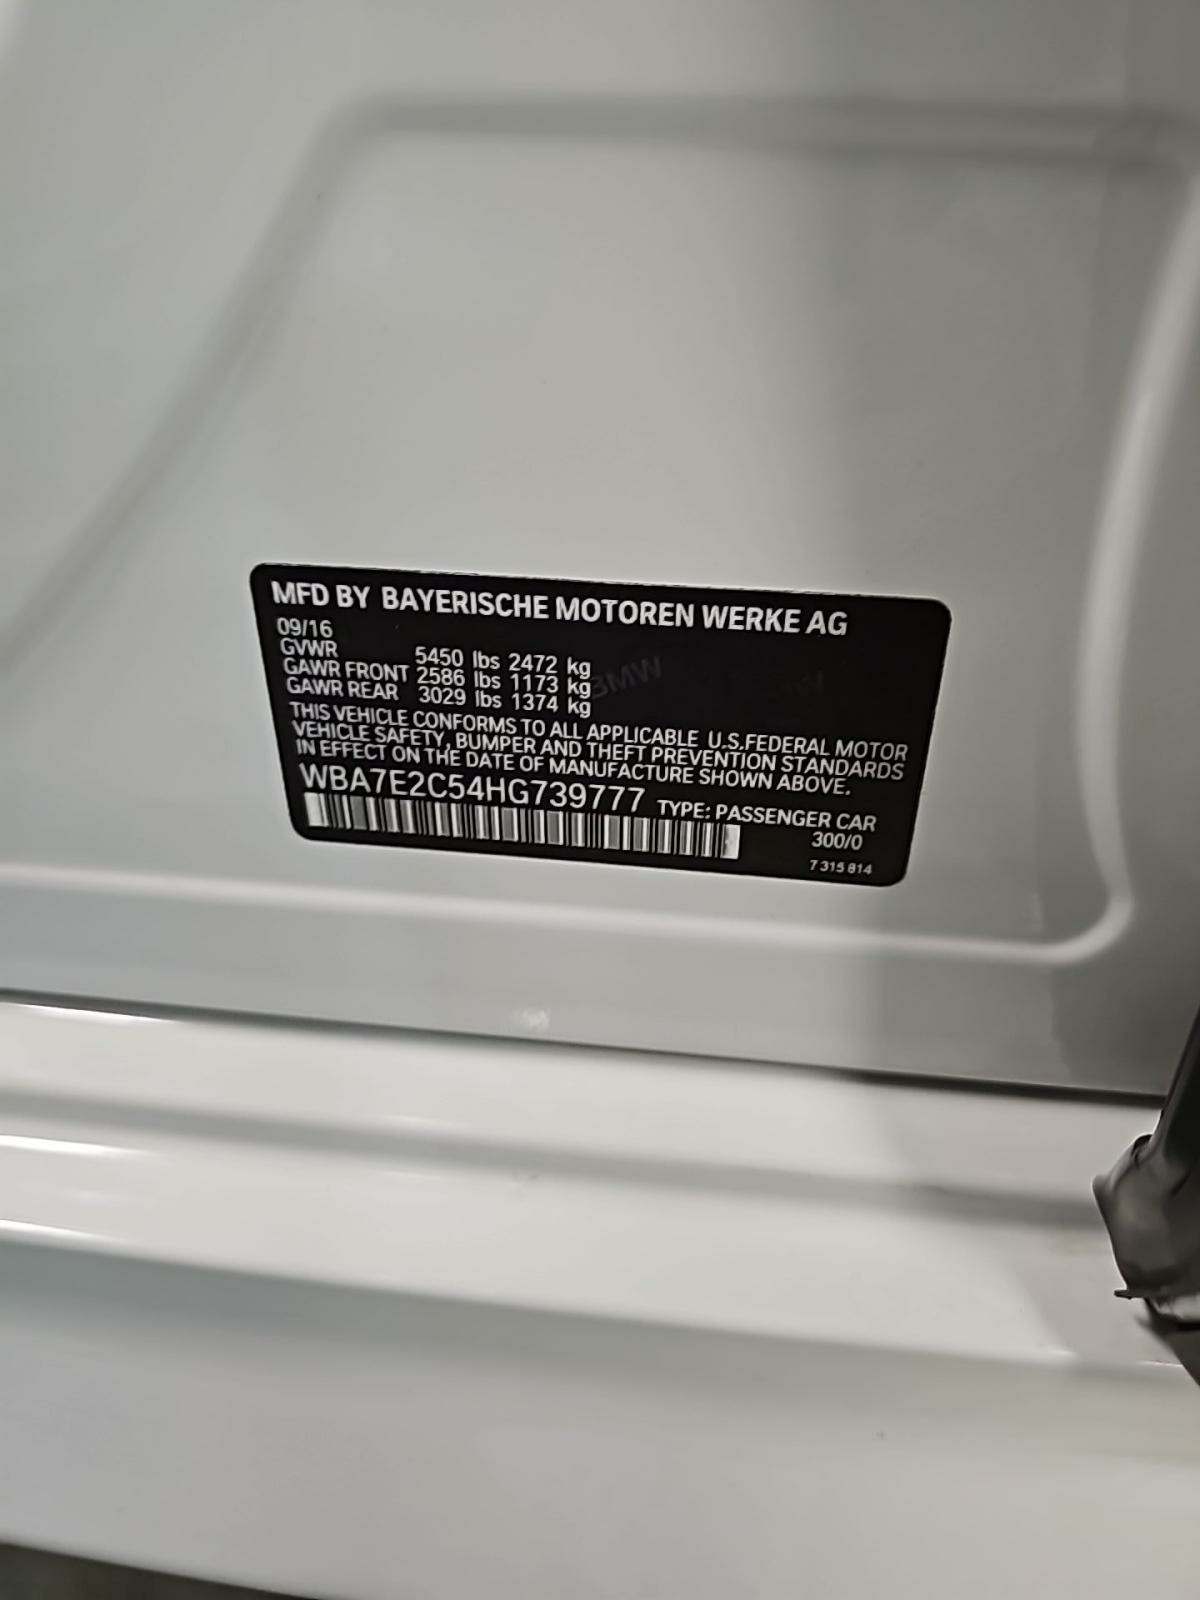 MFD BY BAYERISCHE MOTOREN WERKE AG
09/16
GVWR 5450 lbs 2472 kg
GAWR FRONT 2586 lbs 1173 kg
GAWR REAR 3029 lbs 1374 kg
BMW
THIS VEHICLE CONFORMS TO ALL APPLICABLE U.S.FEDERAL MOTOR
VEHICLE SAFETY, BUMPER AND THEFT PREVENTION STANDARDS
IN EFFECT ON THE DATE OF MANUFACTURE SHOWN ABOVE.
WBA7E2C54HG739777 TYPE: PASSENGER CAR
300/0
7 315 814